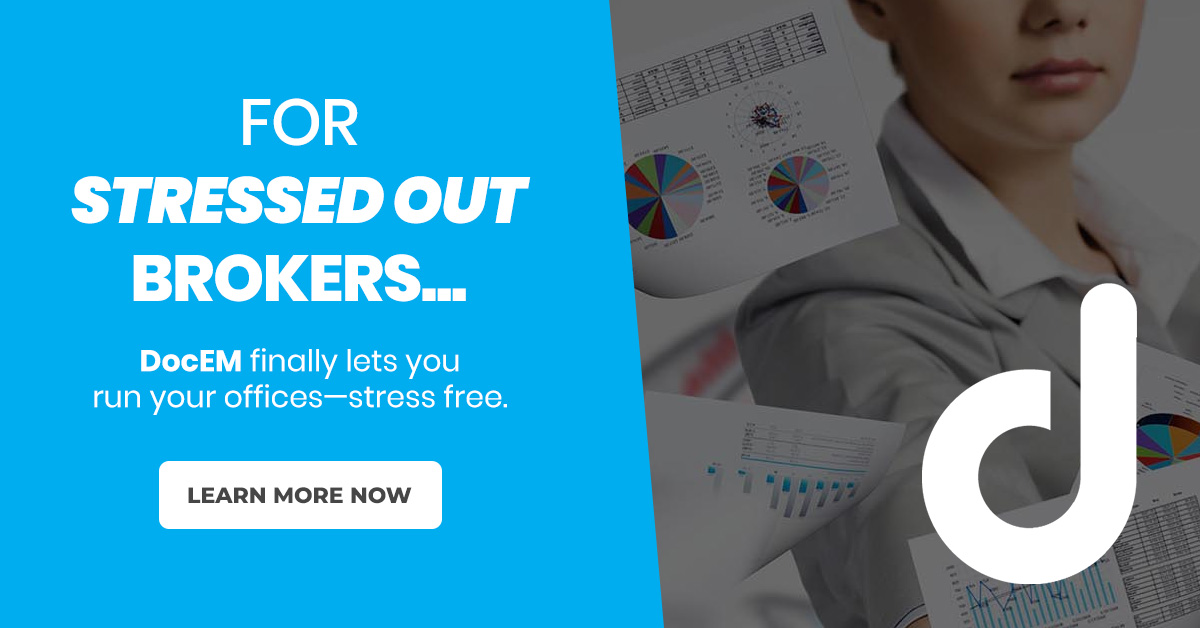 FOR
STRESSED OUT
BROKERS...
DocEM finally lets you
run your offices—stress free.
LEARN MORE NOW